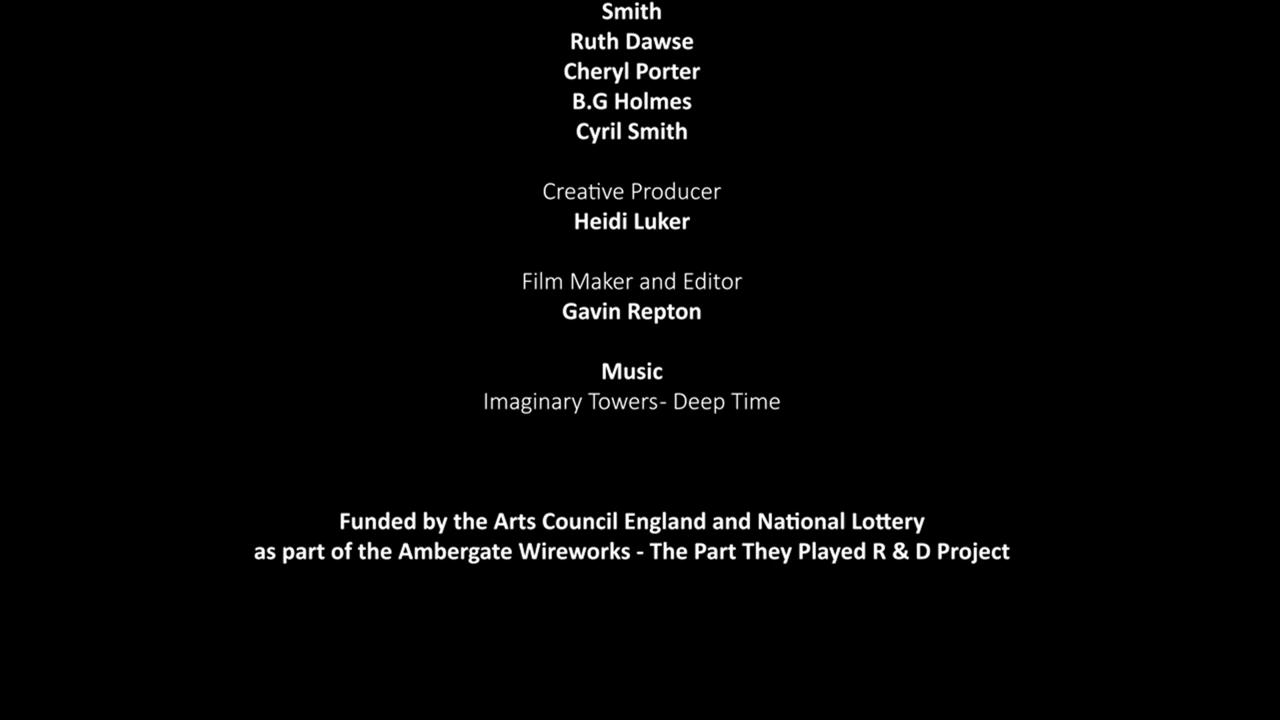 Smith
Ruth Dawse
Cheryl Porter
B.G Holmes
Cyril Smith
Creative Producer
Heidi Luker
Film Maker and Editor
Gavin Repton
Music
Imaginary Towers- Deep Time
Funded by the Arts Council England and National Lottery
as part of the Ambergate Wireworks - The Part They Played R & D Project